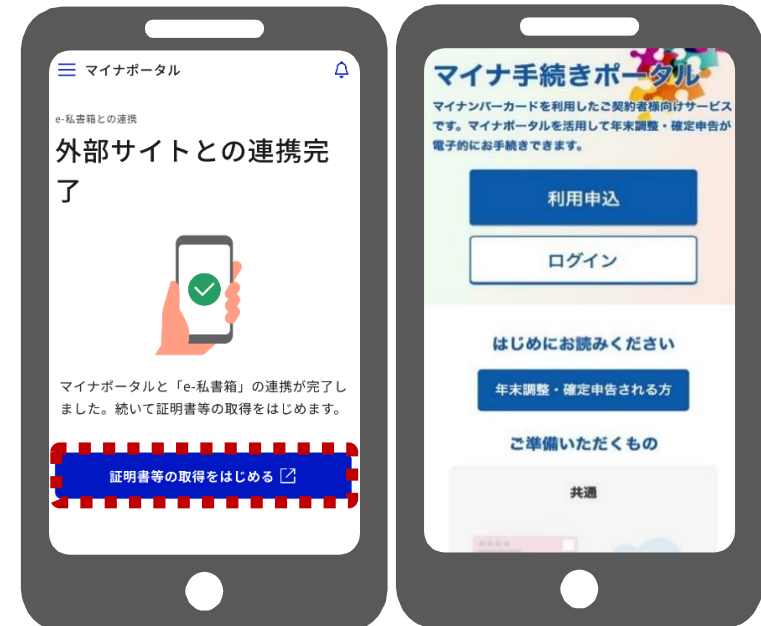 マイナポータル
e-私書箱との連携
外部サイトとの連携完
了
マイナポータルと「e-私書箱」の連携が完了し
ました。続いて証明書等の取得をはじめます。
証明書等の取得をはじめる
マイナ手続きポータル
マイナンバーカードを利用したご契約者様向けサービス
です。マイナポータルを活用して年末調整・確定申告が
電子的にお手続きできます。
利用申込
ログイン
はじめにお読みください
年末調整・確定申告される方
ご準備いただくもの
共通